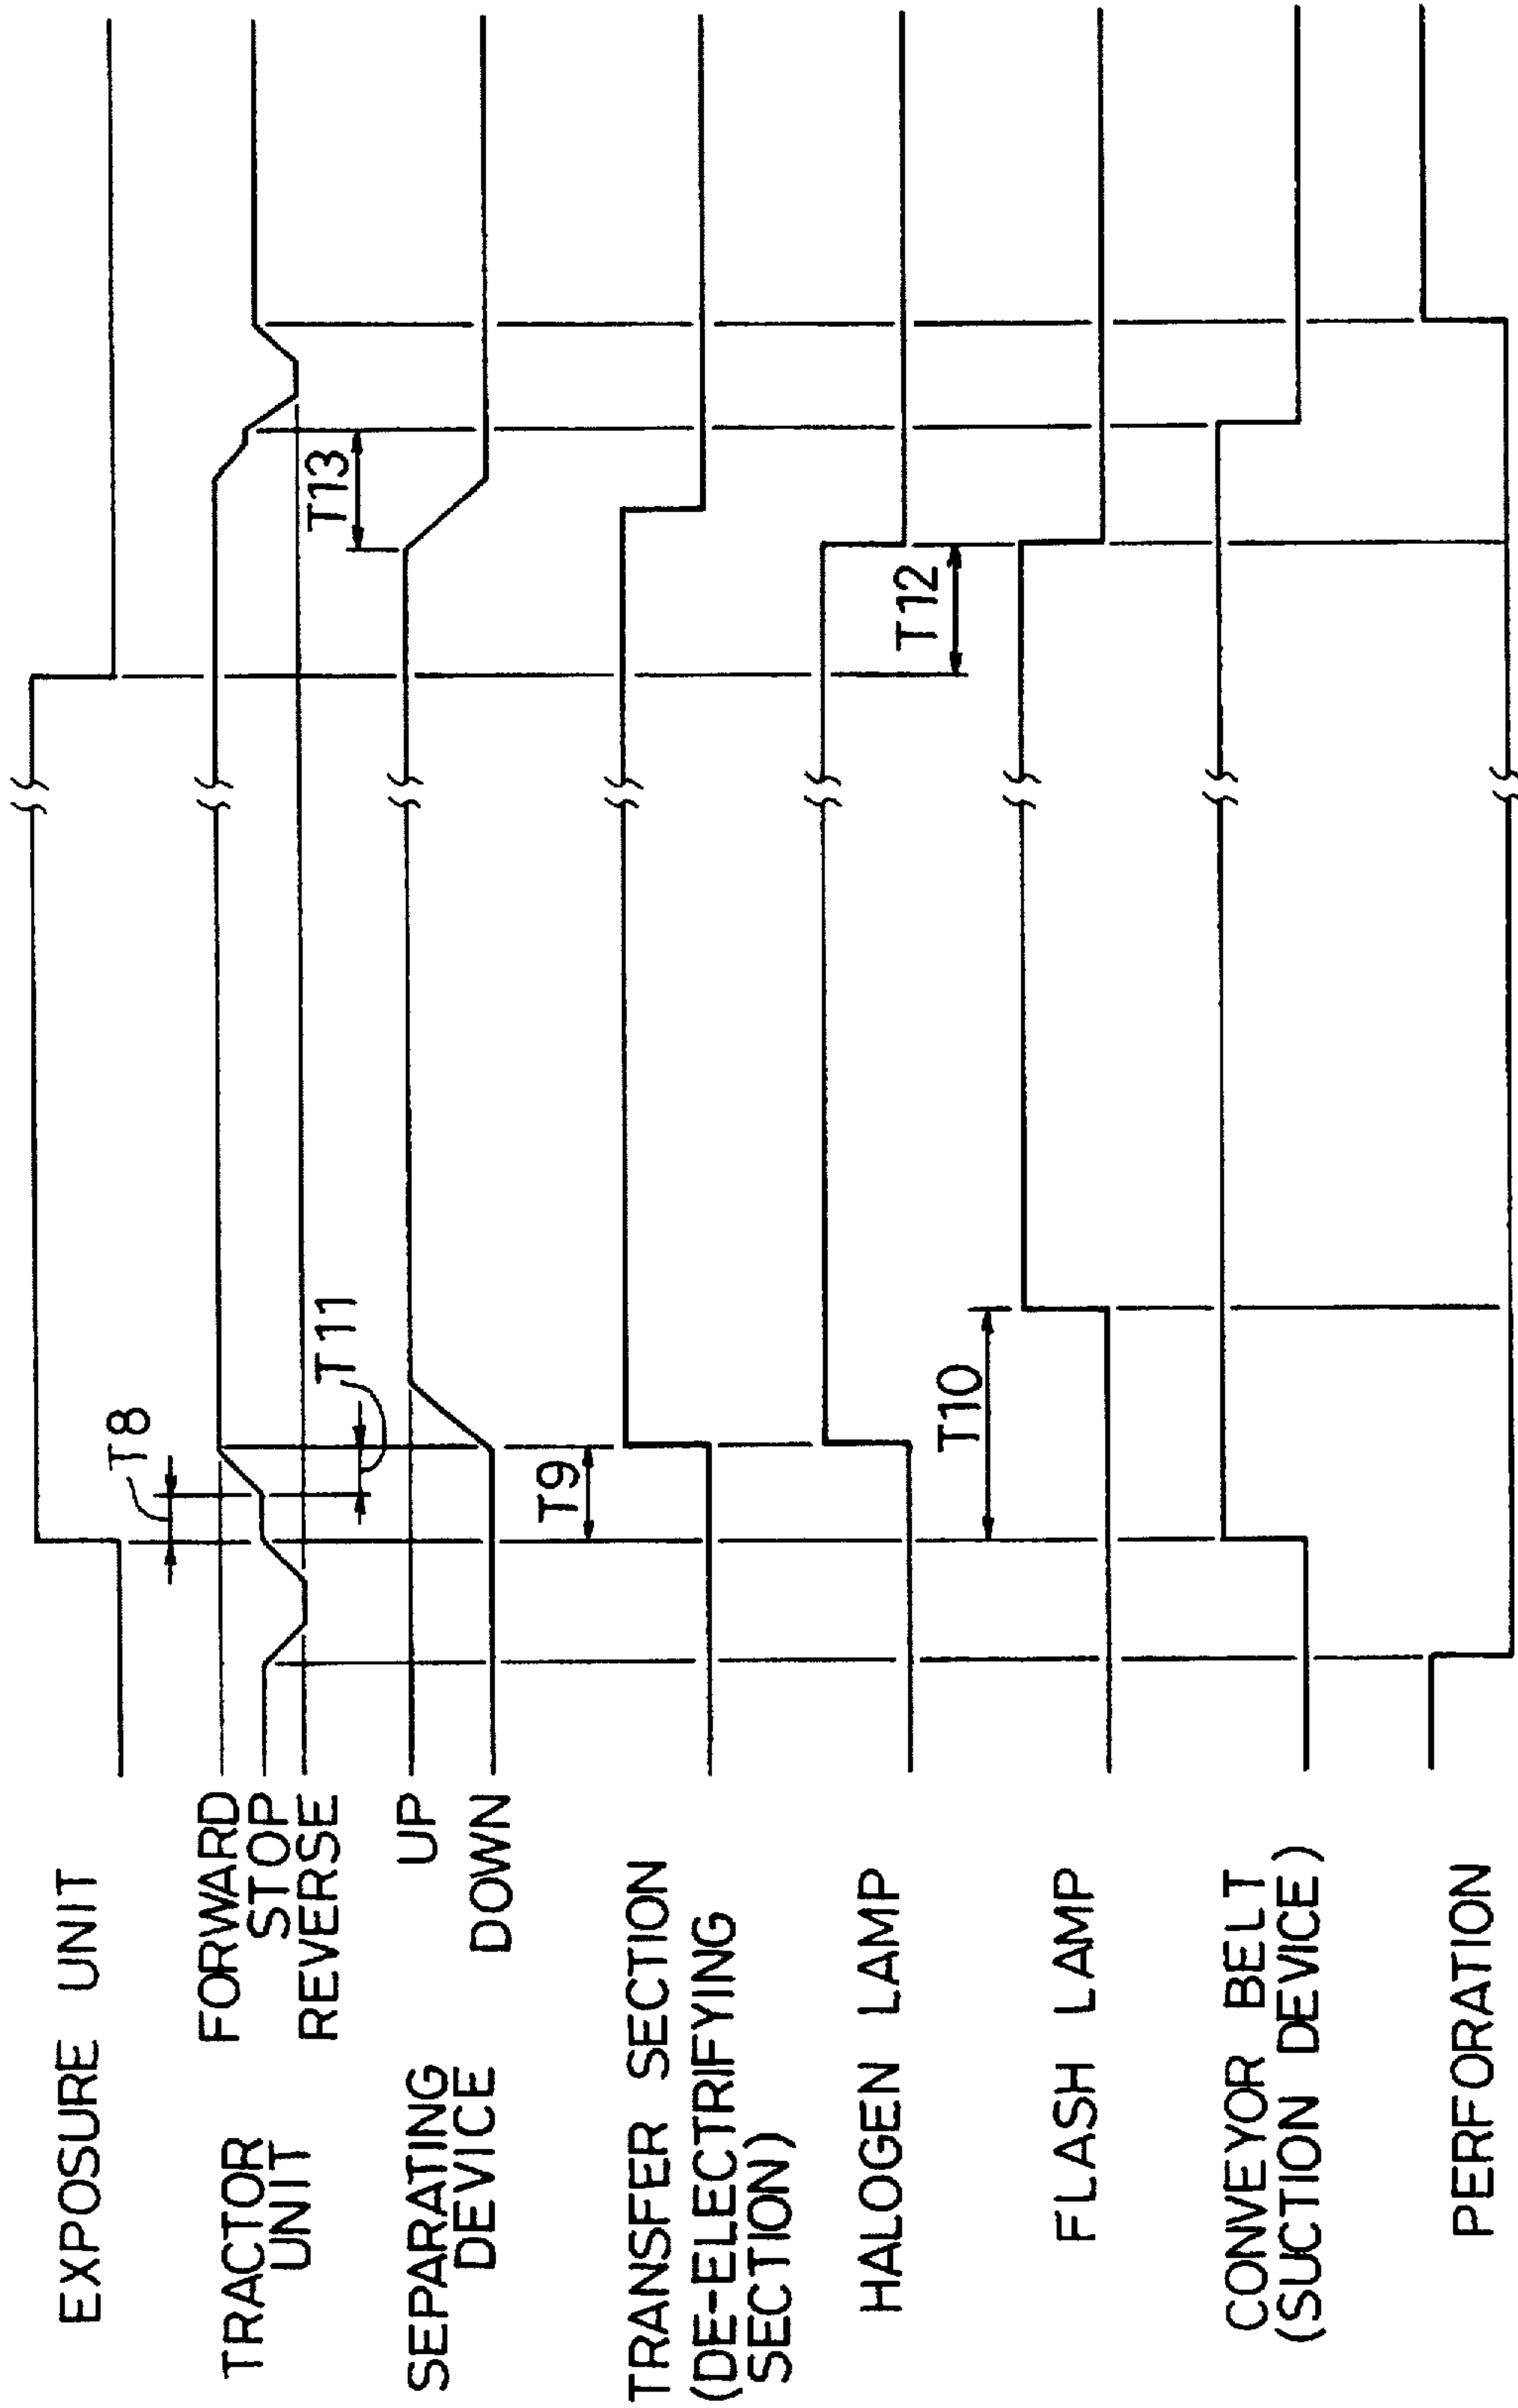 EXPOSURE UNIT
TRACTOR UNIT
FORWARD
STOP
REVERSE
SEPARATING DEVICE
UP
DOWN
TRANSFER SECTION
(DE-ELECTRIFYING
SECTION)
HALOGEN LAMP
FLASH LAMP
CONVEYOR BELT
(SUCTION DEVICE)
PERFORATION
T8
T11
T9
T10
T12
T13